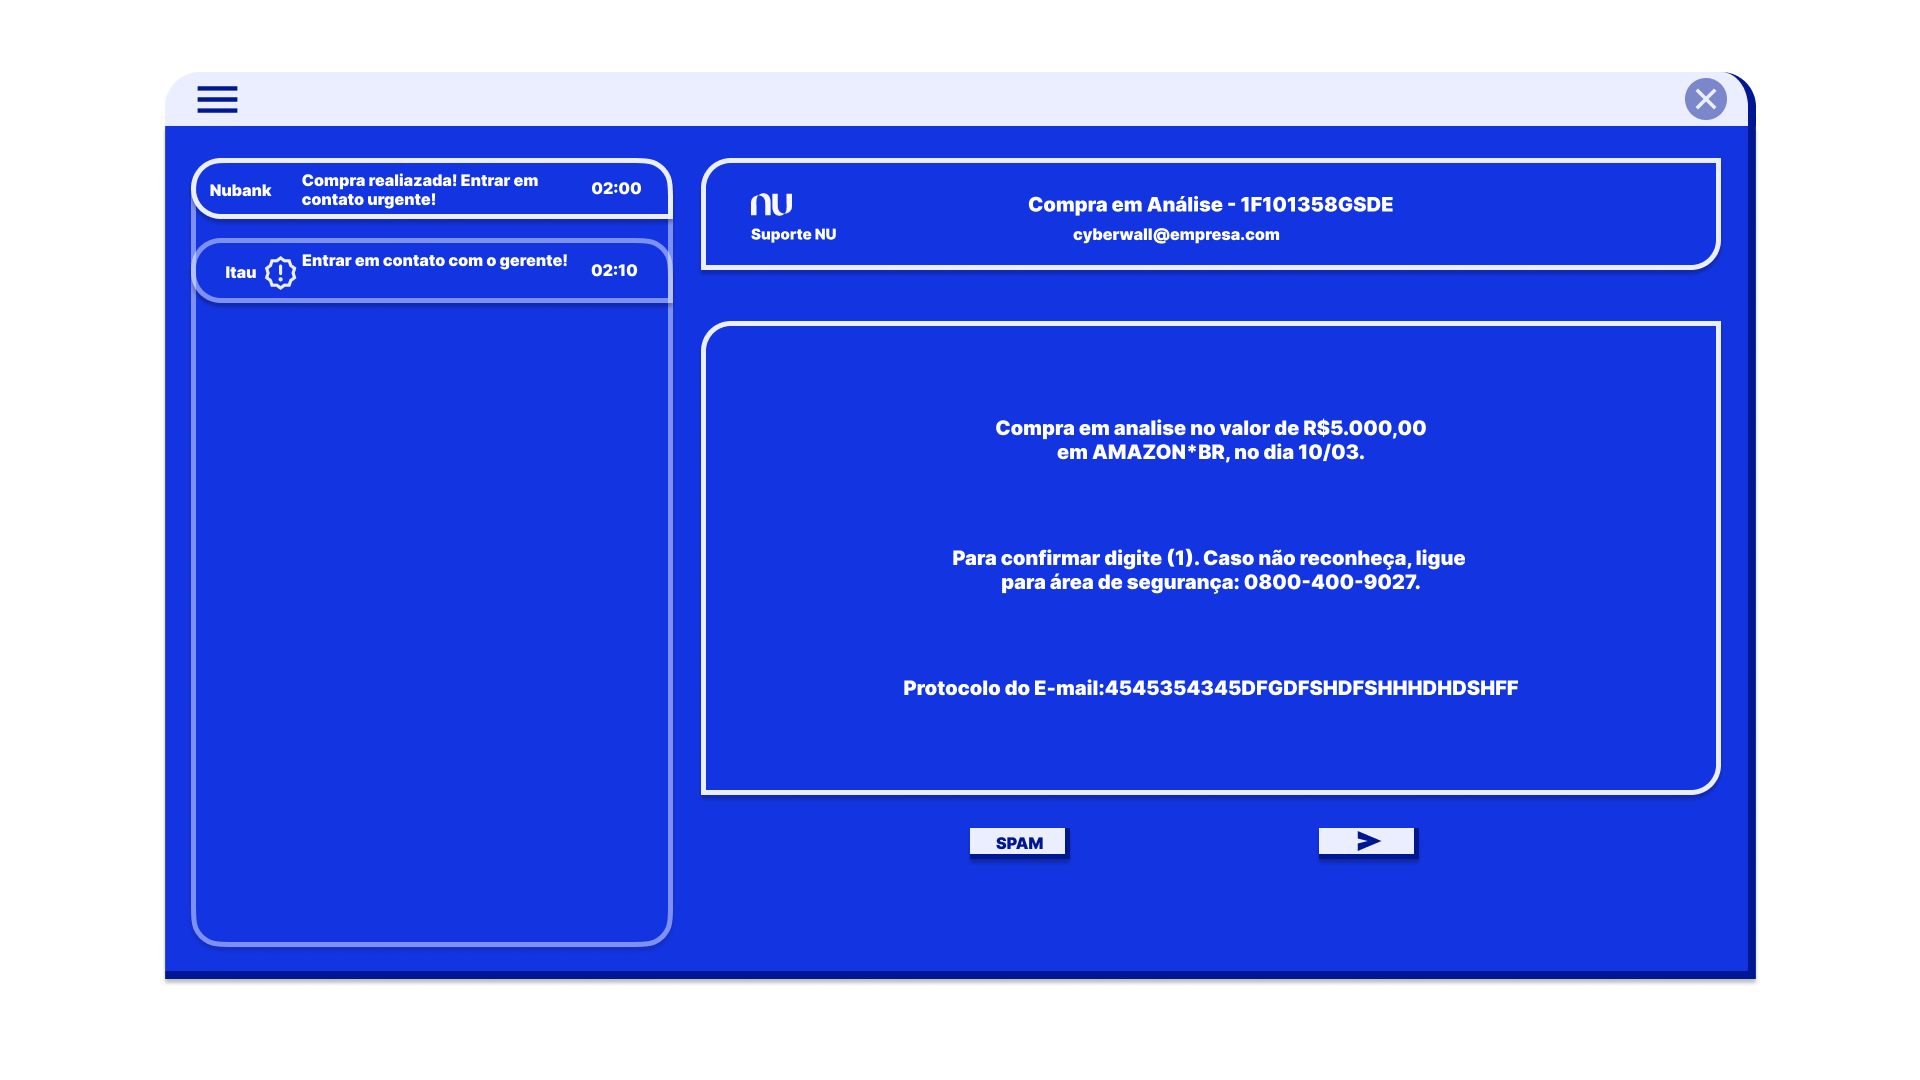 Nubank
Compra realiazada! Entrar em
contato urgente!
02:00
Itau
Entrar em contato com o gerente!
02:10
nu
Suporte NU
Compra em Análise - 1F101358GSDE
cyberwall@empresa.com
Compra em analise no valor de R$5.000,00
em AMAZON*BR, no dia 10/03.
Para confirmar digite (1). Caso não reconheça, ligue
para área de segurança: 0800-400-9027.
Protocolo do E-mail:4545354345DFGDFSHDFSHHHDHDSHFF
SPAM